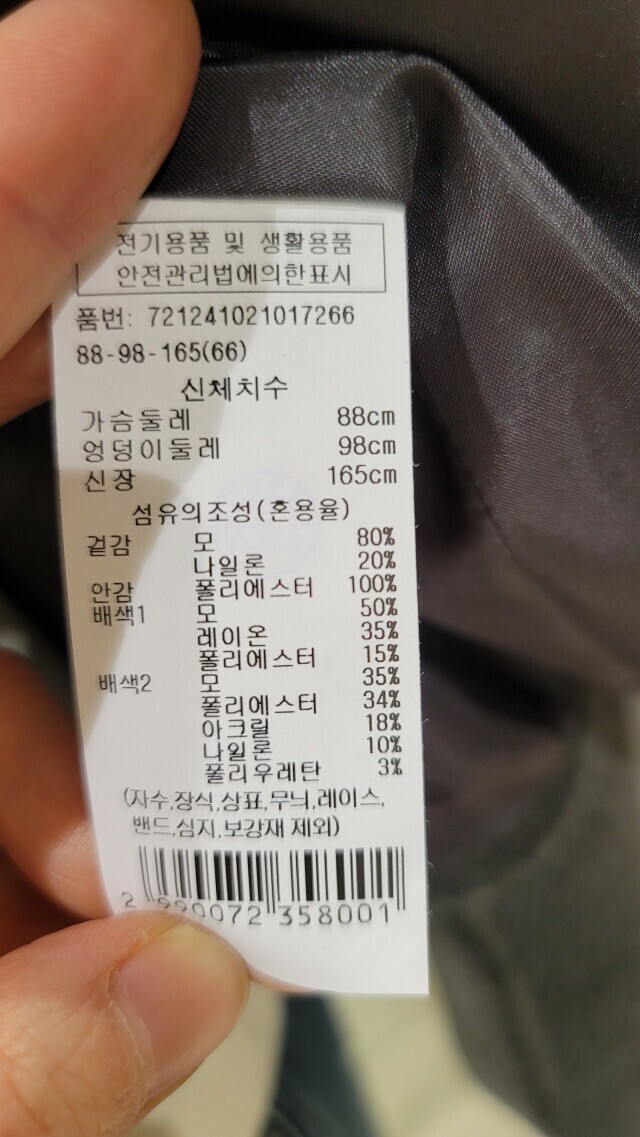 전기용품 및 생활용품
안전관리법에의한표시
품번: 721241021017266
88-98-165(66)
신체치수
가슴둘레 88cm
엉덩이둘레 98cm
신장 165cm
섬유의조성(혼용율)
겉감 모 80%
나일론 20%
안감 폴리에스터 100%
배색1 모 50%
레이온 35%
폴리에스터 15%
배색2 모 35%
폴리에스터 34%
아크릴 18%
나일론 10%
폴리우레탄 3%
(자수,장식,상표,무늬,레이스,
밴드,심지,보강재 제외)
2 990072 358001